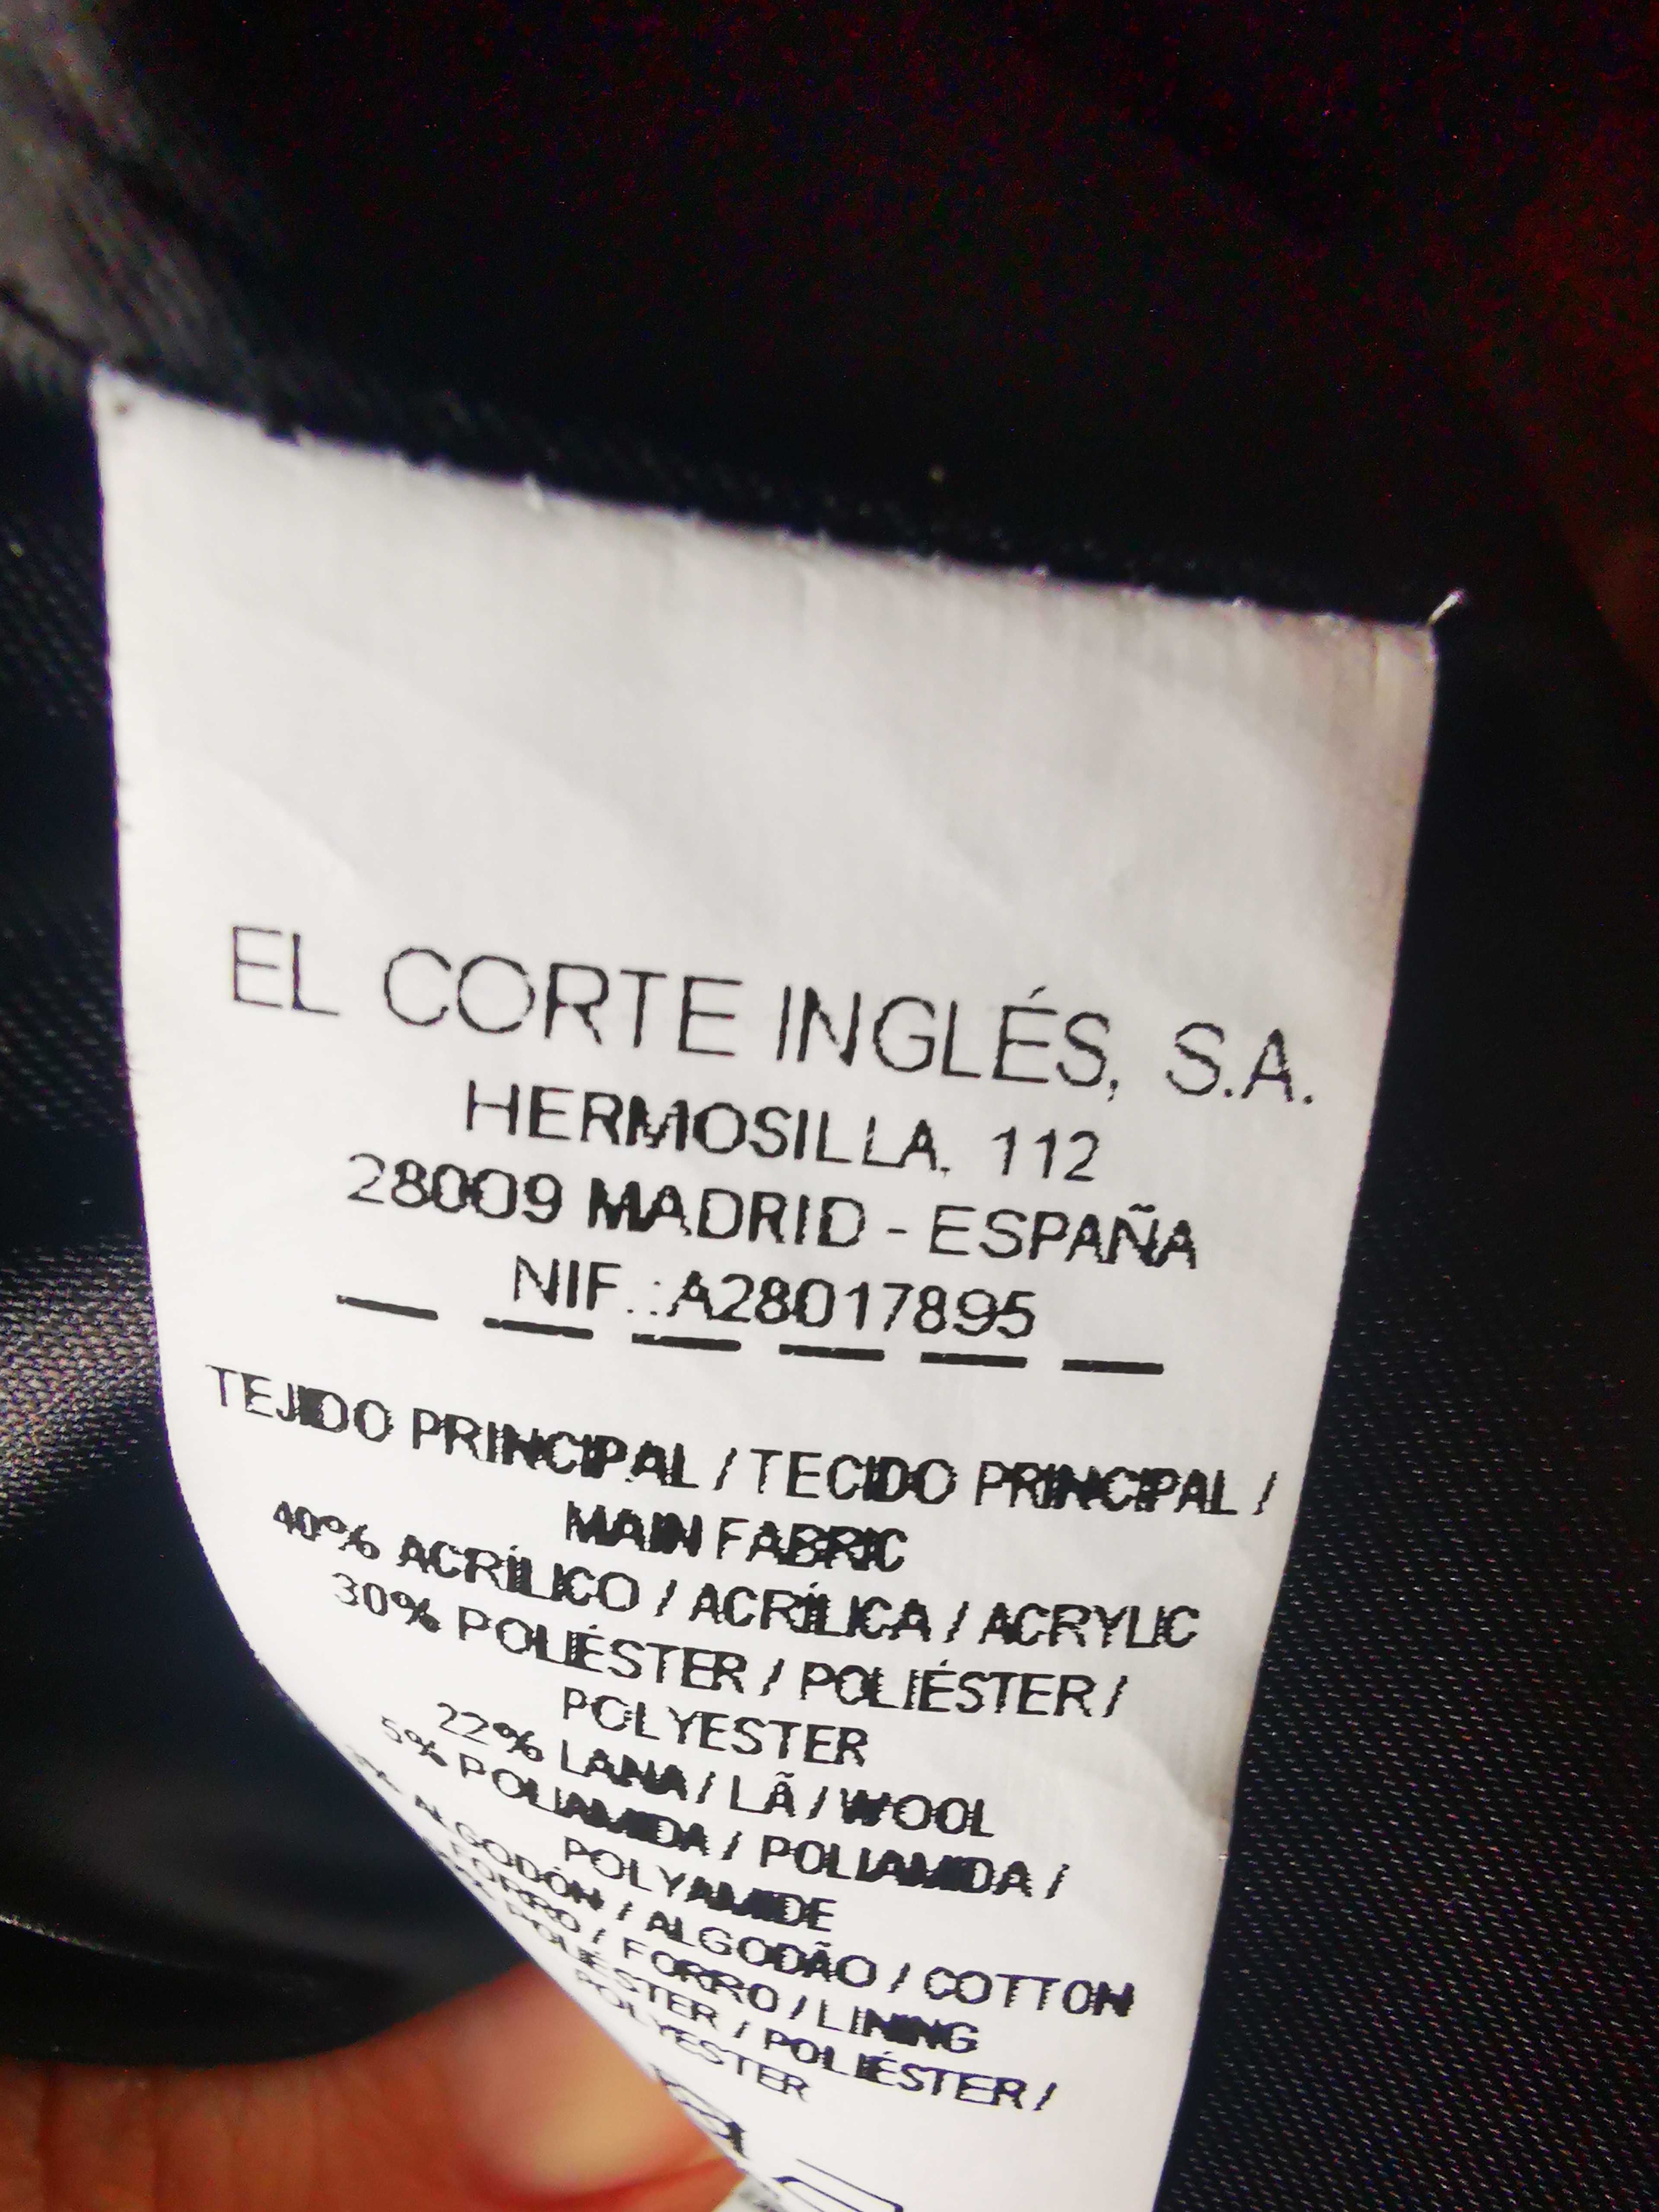 EL CORTE INGLÉS, S.A.
HERMOSILLA, 112
28009 MADRID - ESPAÑA
NIF.:A28017895
TEJIDO PRINCIPAL / TECIDO PRINCIPAL /
MAIN FABRIC
40% ACRÍLICO / ACRÍLICA / ACRYLIC
30% POLIÉSTER / POLIÉSTER /
POLYESTER
22% LANA / LÃ / WOOL
5% POLIAMIDA / POLIAMIDA /
POLYAMIDE
ALGODÓN / ALGODÃO / COTTON
FORRO / FORRO / LINING
POLIÉSTER / POLIÉSTER /
POLYESTER